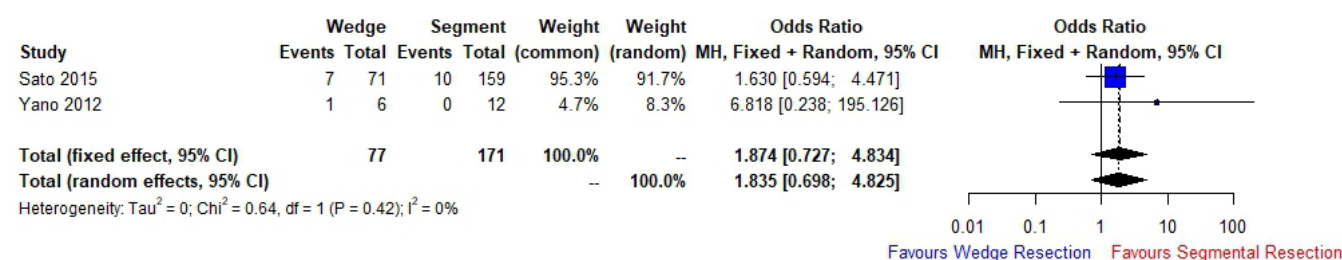 Wedge Segment Weight Weight Odds Ratio Odds Ratio
Study Events Total Events Total (common) (random) MH, Fixed + Random, 95% CI MH, Fixed + Random, 95% CI
Sato 2015 7 71 10 159 95.3% 91.7% 1.630 [0.594; 4.471]
Yano 2012 1 6 0 12 4.7% 8.3% 6.818 [0.238; 195.126]
Total (fixed effect, 95% CI) 77 171 100.0% -- 1.874 [0.727; 4.834]
Total (random effects, 95% CI) -- 100.0% 1.835 [0.698; 4.825]
Heterogeneity: Tau² = 0; Chi² = 0.64, df = 1 (P = 0.42); I² = 0%
0.01 0.1 1 10 100
Favours Wedge Resection Favours Segmental Resection